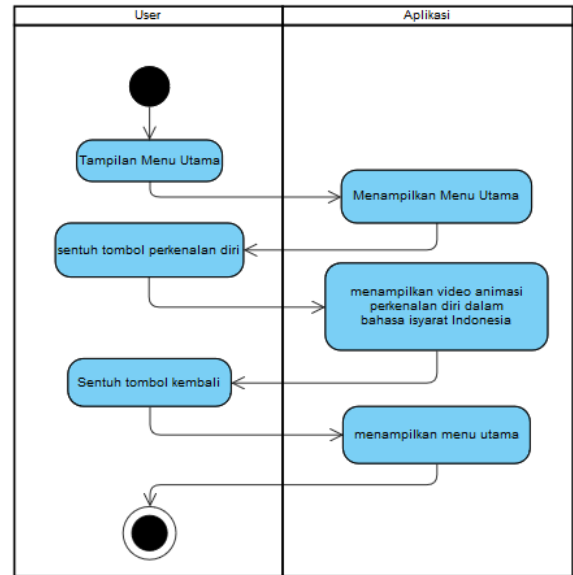 User
Aplikasi
Tampilan Menu Utama
Menampilkan Menu Utama
sentuh tombol perkenalan diri
menampilkan video animasi
perkenalan diri dalam
bahasa isyarat Indonesia
Sentuh tombol kembali
menampilkan menu utama